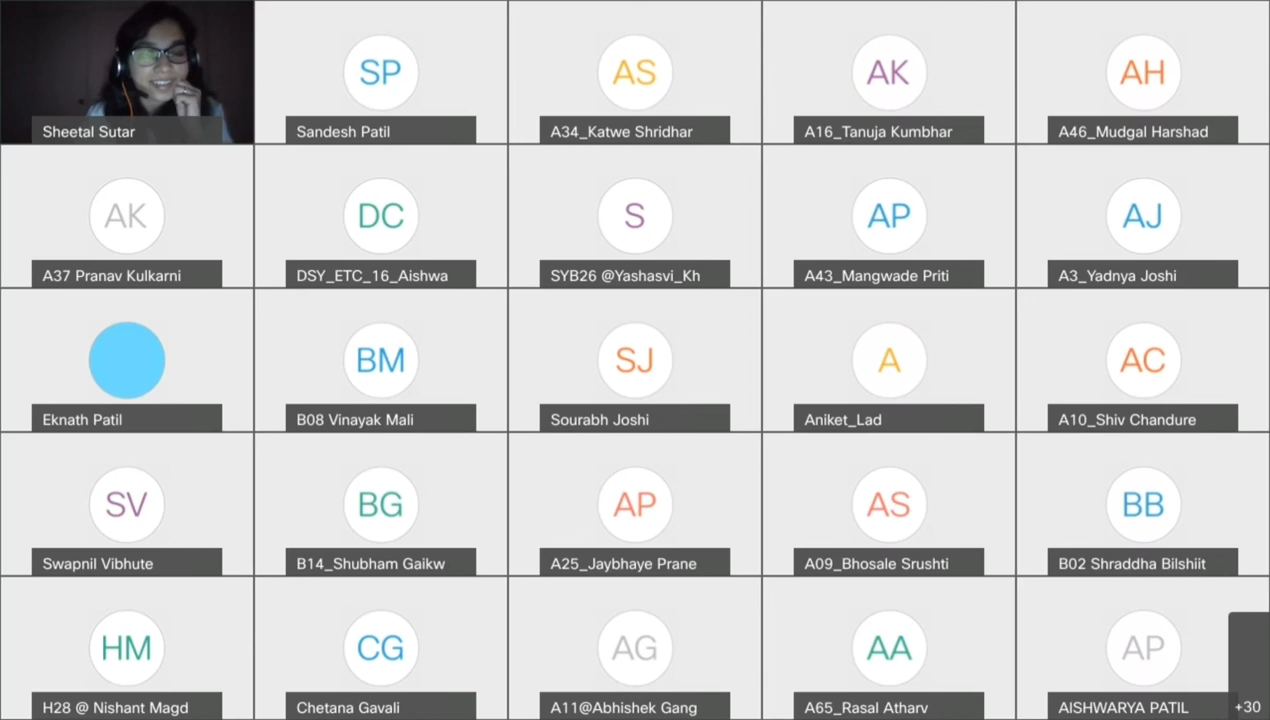 Sheetal Sutar
SP
Sandesh Patil
AS
A34_Katwe Shridhar
AK
A16_Tanuja Kumbhar
AH
A46_Mudgal Harshad
AK
A37 Pranav Kulkarni
DC
DSY_ETC_16_Aishwa
S
SYB26 @Yashasvi_Kh
AP
A43_Mangwade Priti
AJ
A3_Yadnya Joshi
Eknath Patil
BM
B08 Vinayak Mali
SJ
Sourabh Joshi
A
Aniket_Lad
AC
A10_Shiv Chandure
SV
Swapnil Vibhute
BG
B14_Shubham Gaikw
AP
A25_Jaybhaye Prane
AS
A09_Bhosale Srushti
BB
B02 Shraddha Bilshiit
HM
H28 @ Nishant Magd
CG
Chetana Gavali
AG
A11@Abhishek Gang
AA
A65_Rasal Atharv
AP
AISHWARYA PATIL
+30